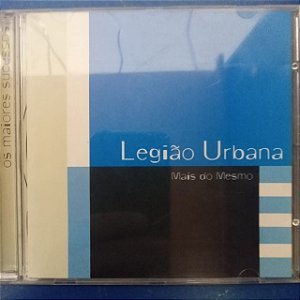 os maiores sucessos
Legião Urbana
Mais do Mesmo